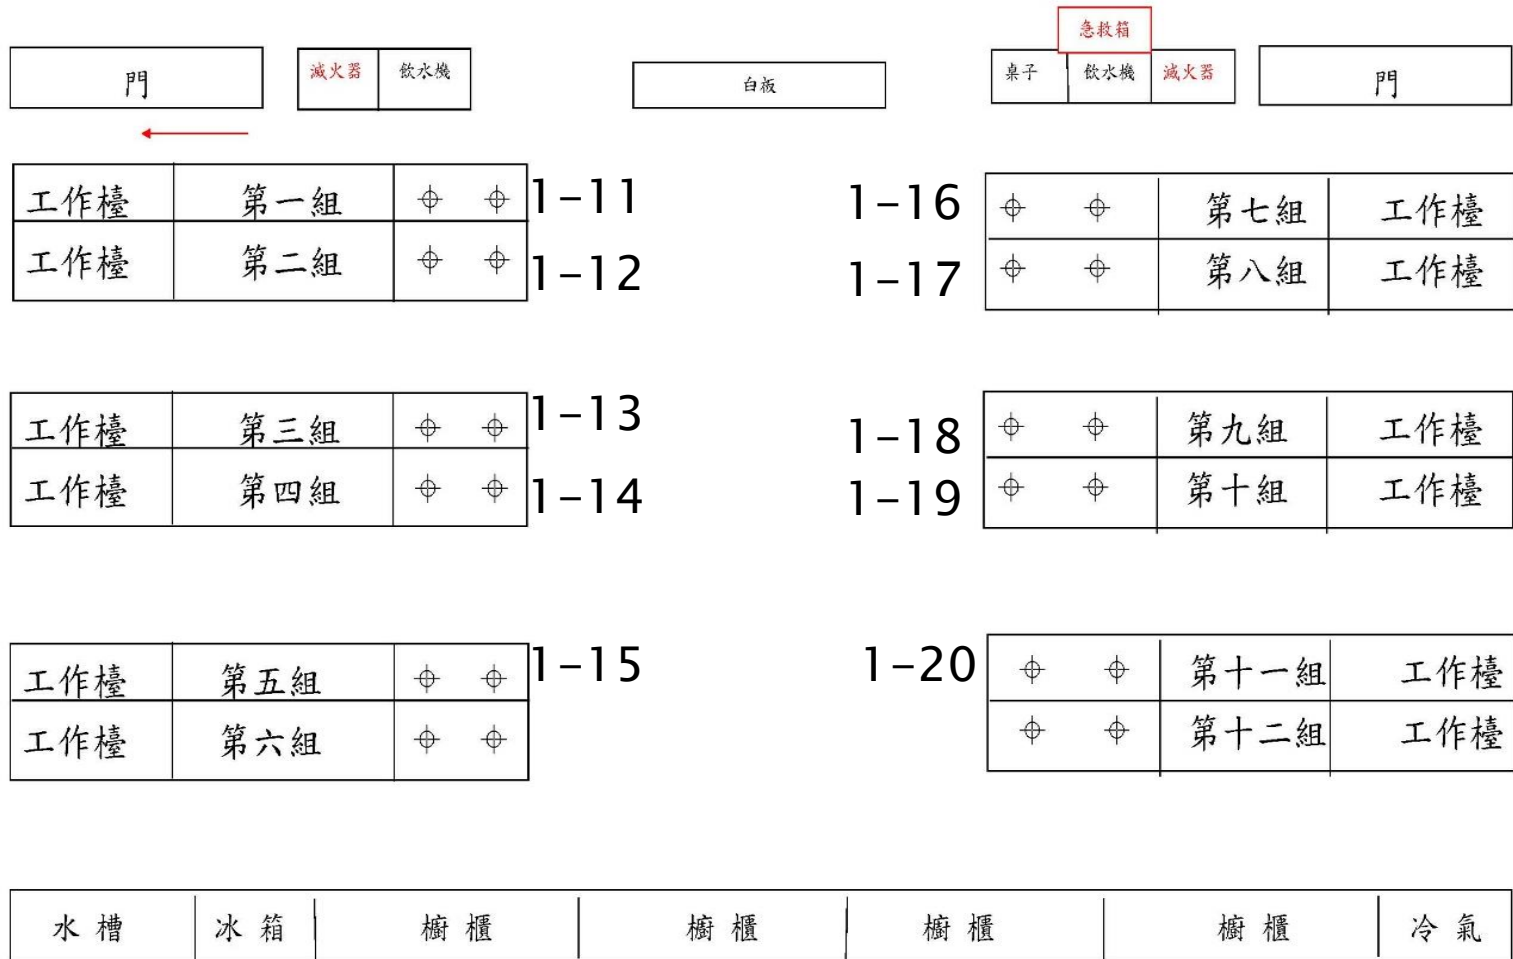 急救箱
門 滅火器 飲水機 白板 桌子 飲水機 滅火器 門
工作檯 第一組 1-11 1-16 第七組 工作檯
工作檯 第二組 1-12 1-17 第八組 工作檯
工作檯 第三組 1-13 1-18 第九組 工作檯
工作檯 第四組 1-14 1-19 第十組 工作檯
工作檯 第五組 1-15 1-20 第十一組 工作檯
工作檯 第六組 第十二組 工作檯
水槽 冰箱 櫥櫃 櫥櫃 櫥櫃 櫥櫃 冷氣